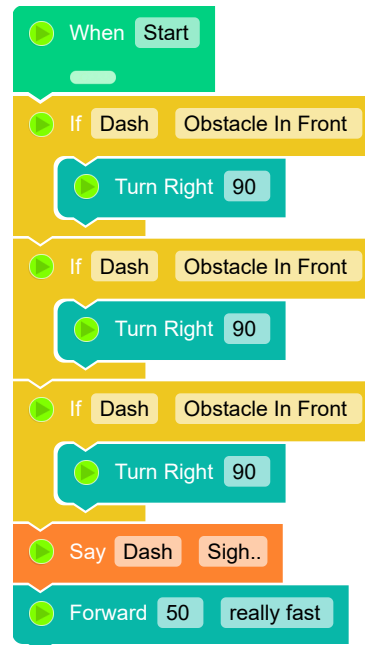 When Start
If Dash Obstacle In Front
Turn Right 90
If Dash Obstacle In Front
Turn Right 90
If Dash Obstacle In Front
Turn Right 90
Say Dash Sigh..
Forward 50 really fast